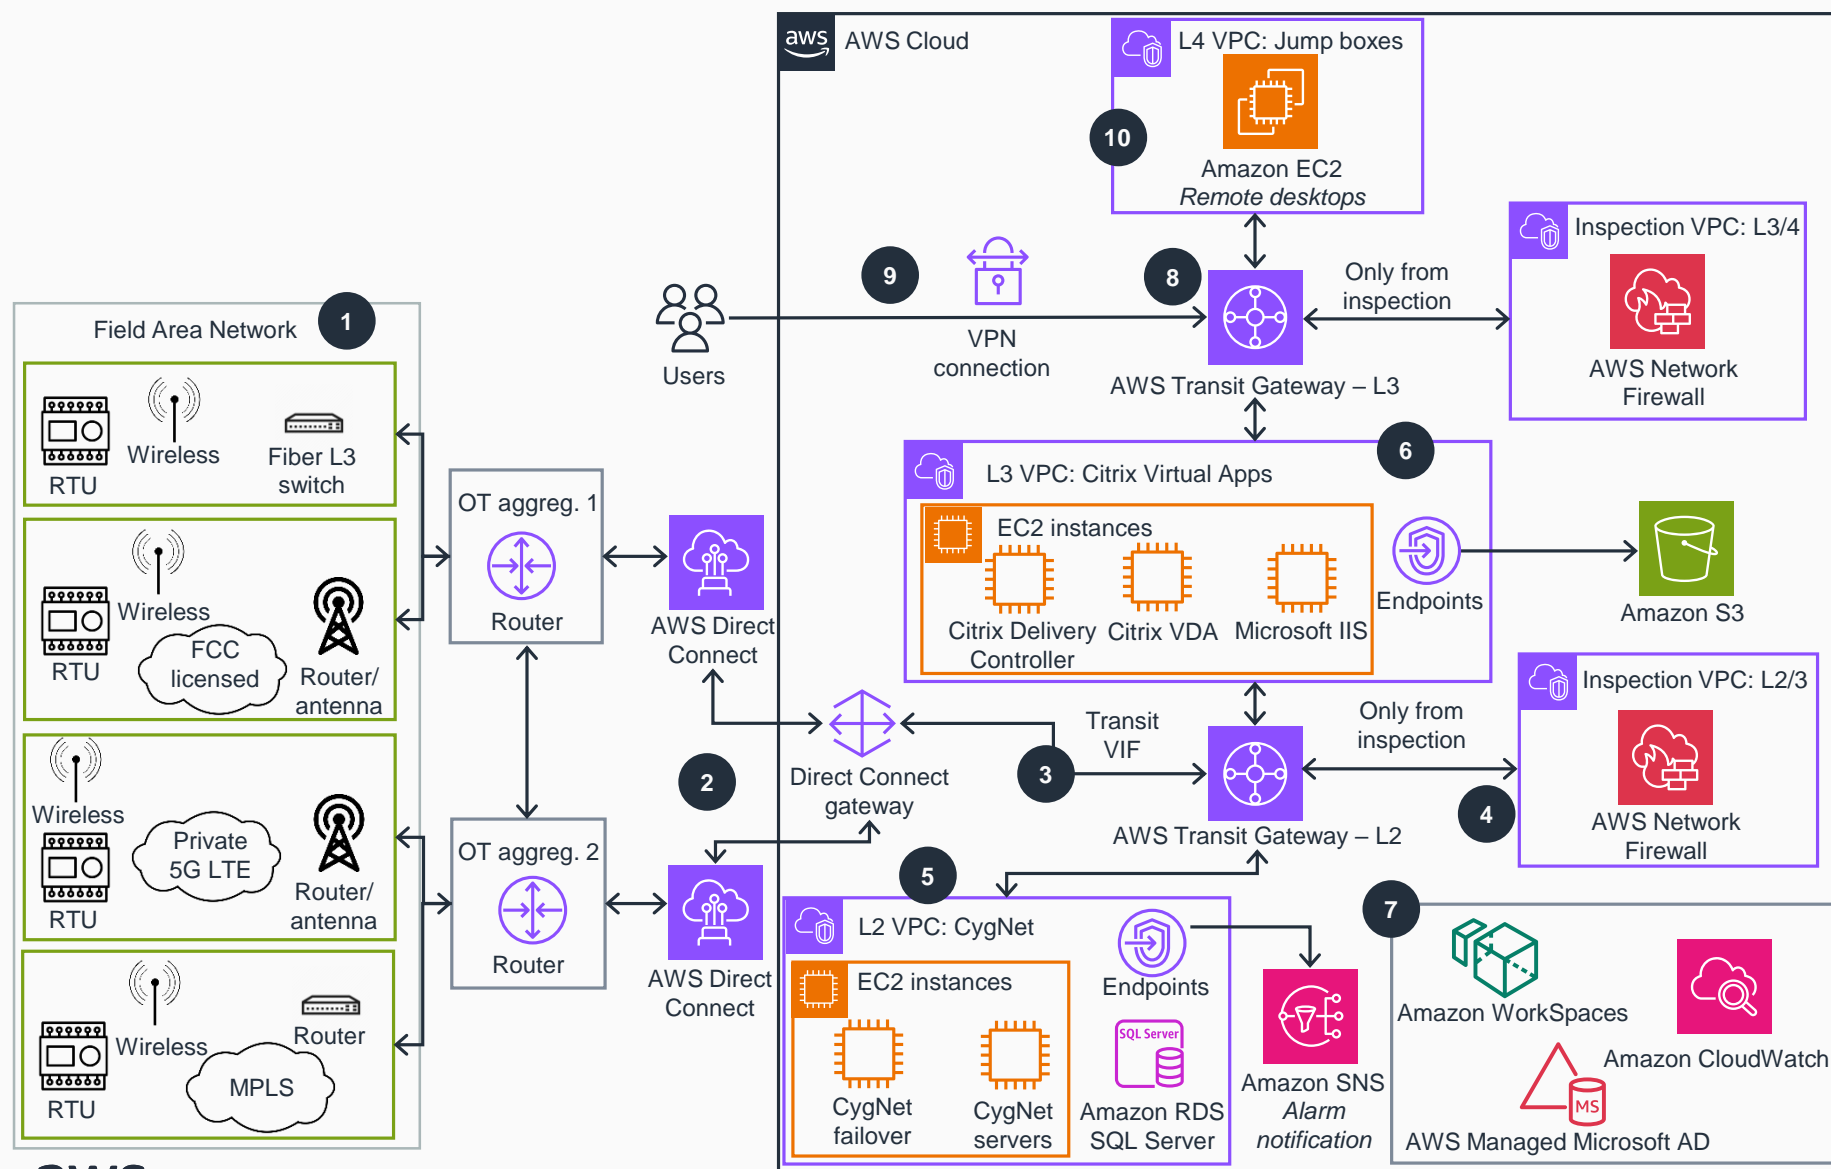 aws
AWS Cloud
L4 VPC: Jump boxes
10
Amazon EC2
Remote desktops
Inspection VPC: L3/4
AWS Network
Firewall
Users
9
VPN
connection
8
Only from
inspection
AWS Transit Gateway – L3
Field Area Network
1
RTU
Wireless
Fiber L3
switch
Wireless
RTU
FCC
licensed
Router/
antenna
Wireless
RTU
Private
5G LTE
Router/
antenna
Wireless
RTU
Router
MPLS
OT aggreg. 1
Router
AWS Direct
Connect
OT aggreg. 2
Router
AWS Direct
Connect
2
Direct Connect
gateway
3
Transit
VIF
6
L3 VPC: Citrix Virtual Apps
EC2 instances
Citrix Delivery
Controller
Citrix VDA
Microsoft IIS
Endpoints
Amazon S3
Only from
inspection
AWS Transit Gateway – L2
4
Inspection VPC: L2/3
AWS Network
Firewall
5
L2 VPC: CygNet
EC2 instances
CygNet
failover
CygNet
servers
Endpoints
SQL Server
Amazon RDS
SQL Server
Amazon SNS
Alarm
notification
7
Amazon WorkSpaces
Amazon CloudWatch
MS
AWS Managed Microsoft AD
aws